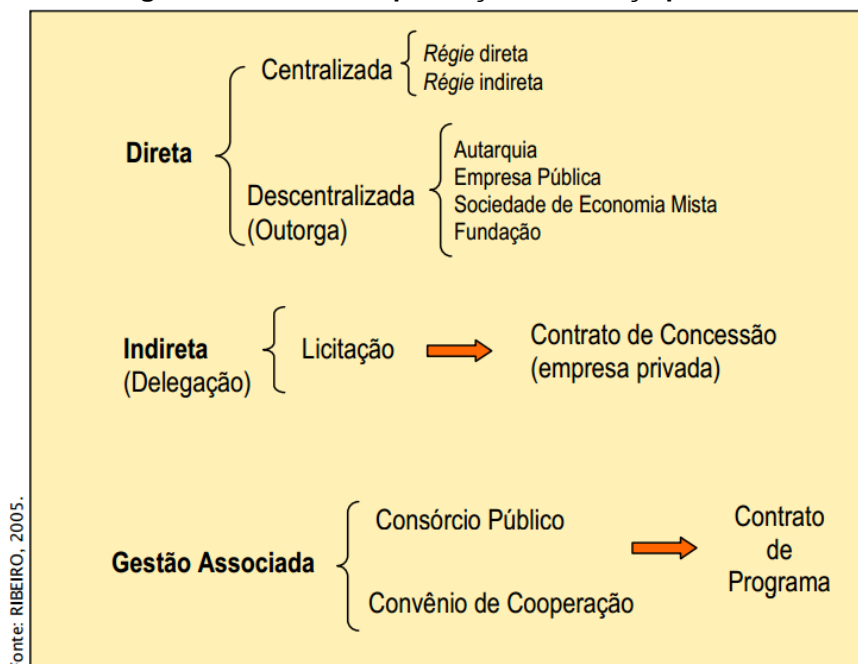 Centralizada
Régie direta
Régie indireta
Direta
Descentralizada
(Outorga)
Autarquia
Empresa Pública
Sociedade de Economia Mista
Fundação
Indireta
(Delegação)
Licitação
Contrato de Concessão
(empresa privada)
Gestão Associada
Consórcio Público
Convênio de Cooperação
Contrato
de
Programa
Fonte: RIBEIRO, 2005.